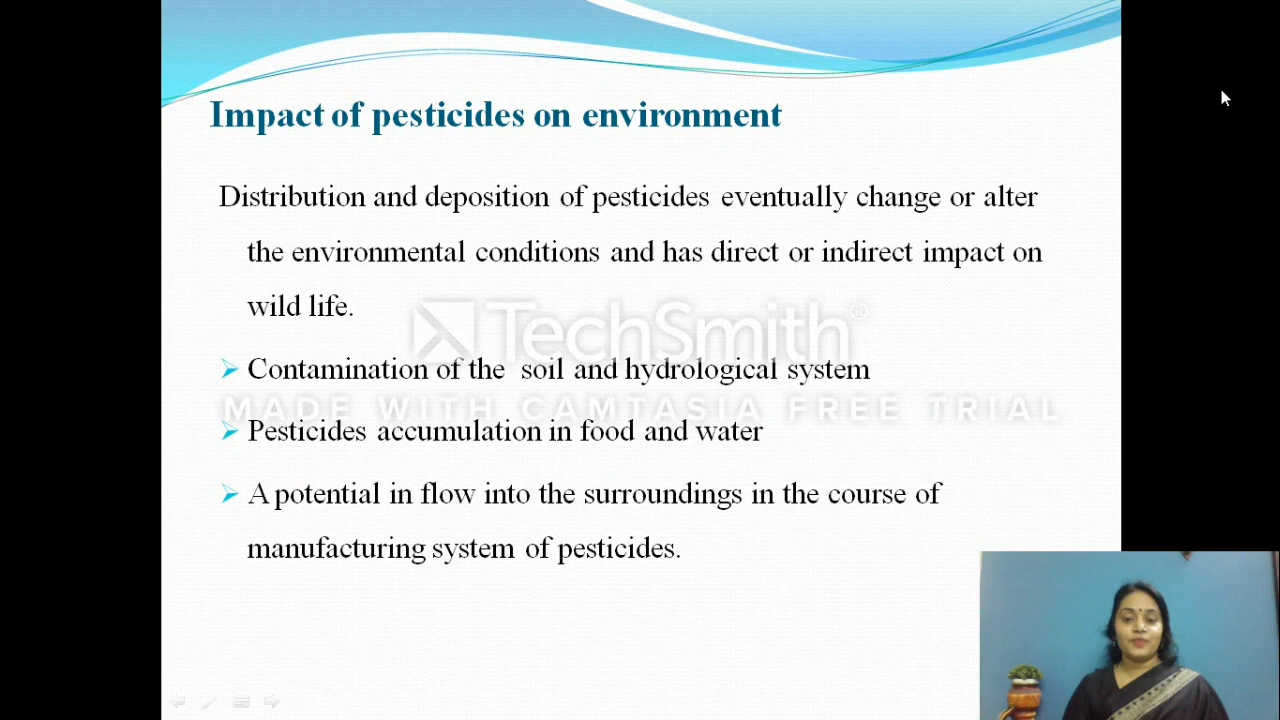 Impact of pesticides on environment
Distribution and deposition of pesticides eventually change or alter
the environmental conditions and has direct or indirect impact on
wild life.
TechSmith®
Contamination of the soil and hydrological system
MADE WITH CAMTASIA FREE TRIAL
Pesticides accumulation in food and water
A potential in flow into the surroundings in the course of
manufacturing system of pesticides.